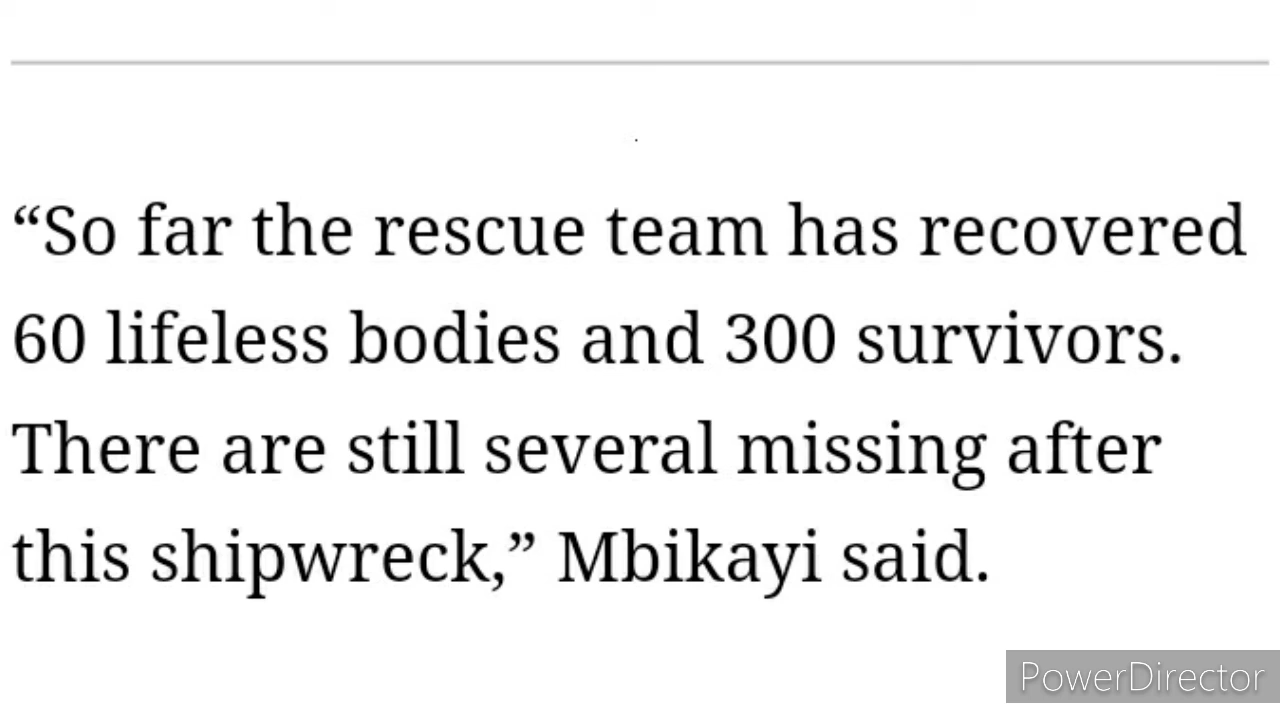 “So far the rescue team has recovered
60 lifeless bodies and 300 survivors.
There are still several missing after
this shipwreck,” Mbikayi said.
PowerDirector